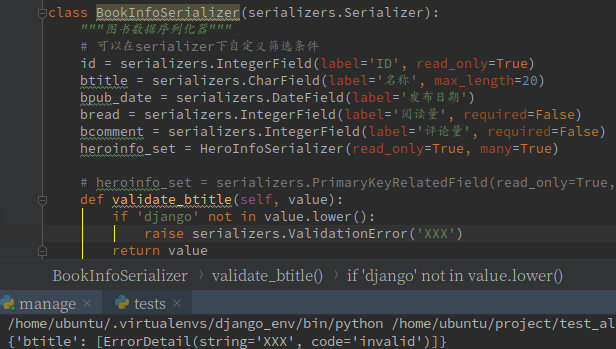 class BookInfoSerializer(serializers.Serializer):
"""图书数据序列化器"""
# 可以在serializer下自定义筛选条件
id = serializers.IntegerField(label='ID', read_only=True)
btitle = serializers.CharField(label='名称', max_length=20)
bpub_date = serializers.DateField(label='发布日期')
bread = serializers.IntegerField(label='阅读量', required=False)
bcomment = serializers.IntegerField(label='评论量', required=False)
heroinfo_set = HeroInfoSerializer(read_only=True, many=True)
# heroinfo_set = serializers.PrimaryKeyRelatedField(read_only=True,
def validate_btitle(self, value):
if 'django' not in value.lower():
raise serializers.ValidationError('XXX')
return value
BookInfoSerializer › validate_btitle() › if 'django' not in value.lower()
manage × tests ×
/home/ubuntu/.virtualenvs/django_env/bin/python /home/ubuntu/project/test_al
{'btitle': [ErrorDetail(string='XXX', code='invalid')]}